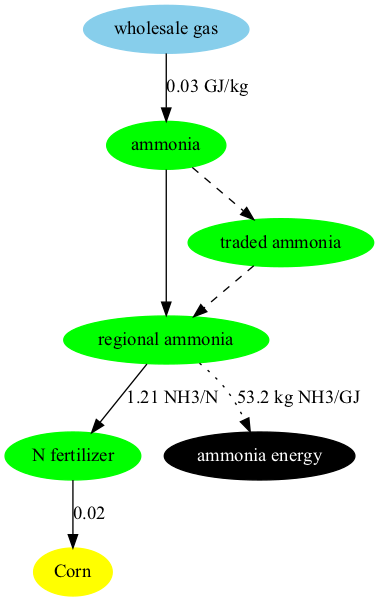 wholesale gas
0.03 GJ/kg
ammonia
traded ammonia
regional ammonia
1.21 NH3/N
53.2 kg NH3/GJ
N fertilizer
ammonia energy
0.02
Corn